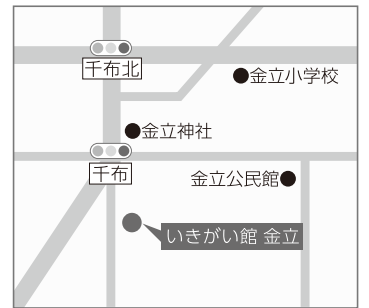 千布北
金立小学校
金立神社
千布
金立公民館
いきがい館 金立